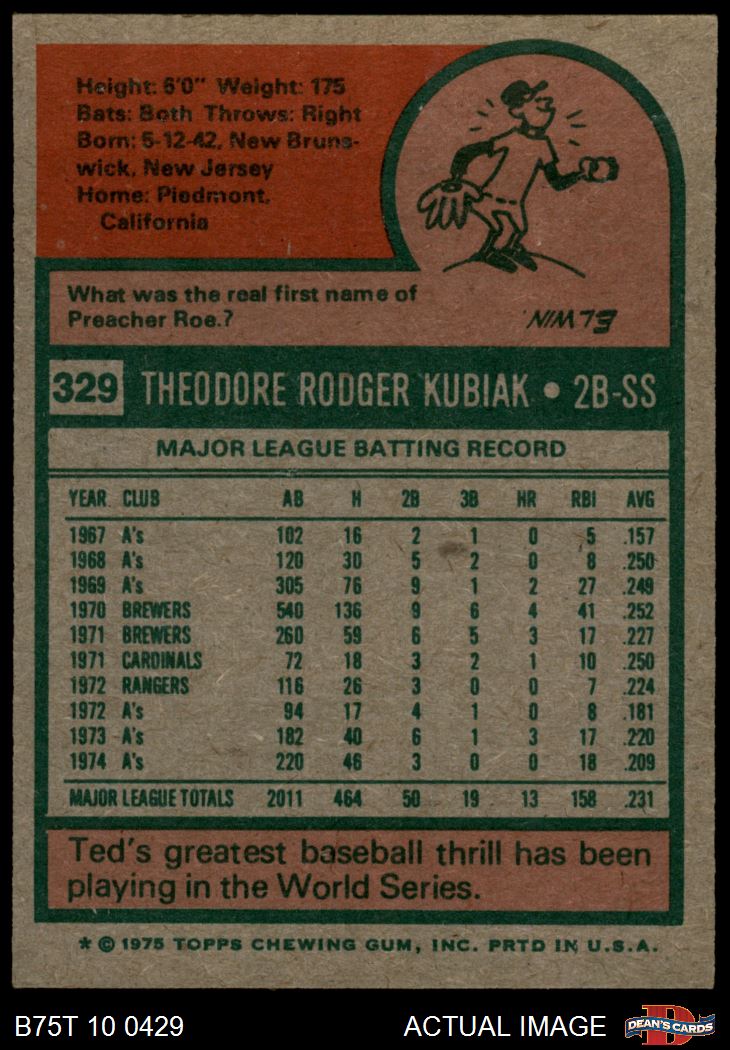 Height: 6'0" Weight: 175
Bats: Both Throws: Right
Born: 5-12-42, New Bruns-
wick, New Jersey
Home: Piedmont,
California
What was the real first name of
Preacher Roe.?
ELWIN.
329 THEODORE RODGER KUBIAK • 2B-SS
MAJOR LEAGUE BATTING RECORD
YEAR CLUB AB H 2B 3B HR RBI AVG
1967 A's 102 16 2 1 0 5 .157
1968 A's 120 30 5 2 0 8 .250
1969 A's 305 76 9 1 2 27 .249
1970 BREWERS 540 136 9 6 4 41 .252
1971 BREWERS 260 59 6 5 3 17 .227
1971 CARDINALS 72 18 3 2 1 10 .250
1972 RANGERS 116 26 3 0 0 7 .224
1972 A's 94 17 4 1 0 8 .181
1973 A's 182 40 6 1 3 17 .220
1974 A's 220 46 3 0 0 18 .209
MAJOR LEAGUE TOTALS 2011 464 50 19 13 158 .231
Ted's greatest baseball thrill has been
playing in the World Series.
* © 1975 TOPPS CHEWING GUM, INC. PRTD IN U.S.A.
B75T 10 0429 ACTUAL IMAGE D DEAN'S CARDS